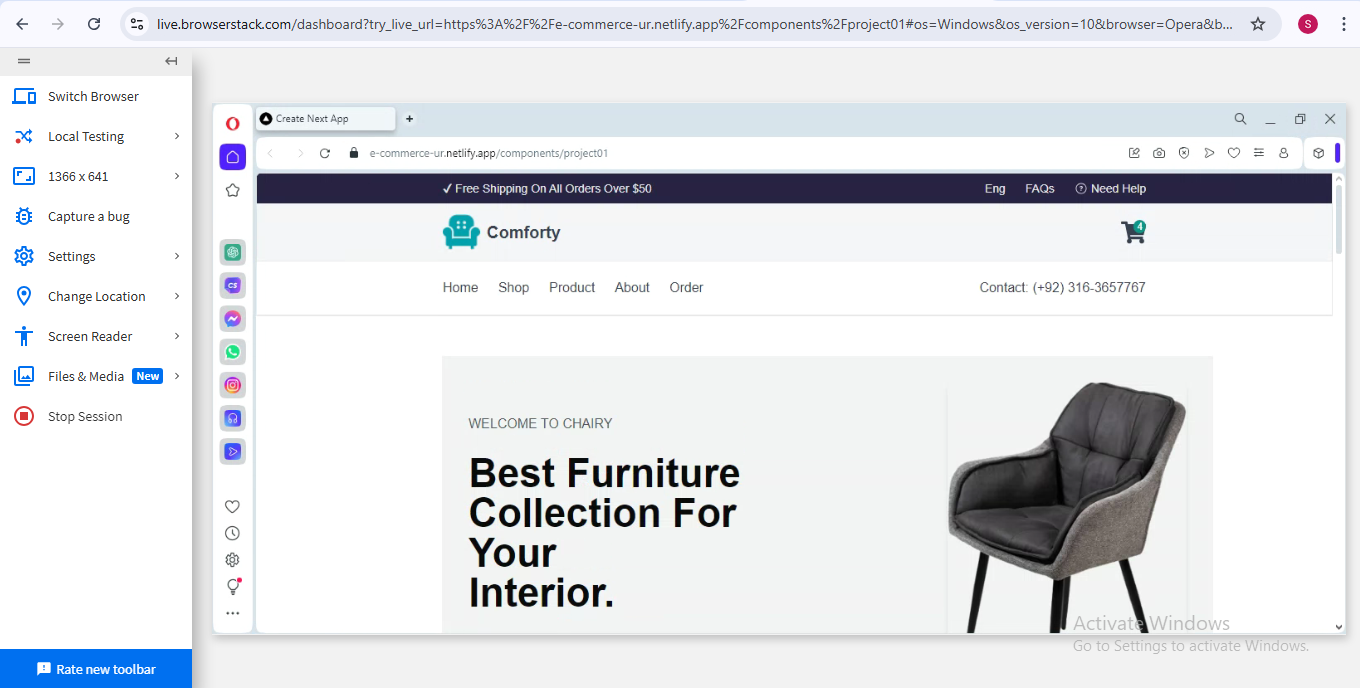 live.browserstack.com/dashboard?try_live_url=https%3A%2F%2Fe-commerce-ur.netlify.app%2Fcomponents%2Fproject01#os=Windows&os_version=10&browser=Opera&b...
S
Switch Browser
Local Testing
1366 x 641
Capture a bug
Settings
Change Location
Screen Reader
Files & Media New
Stop Session
Rate new toolbar
Create Next App
e-commerce-ur.netlify.app/components/project01
✓ Free Shipping On All Orders Over $50
Eng FAQs ? Need Help
Comforty
4
Home Shop Product About Order
Contact: (+92) 316-3657767
CS
WELCOME TO CHAIRY
Best Furniture
Collection For
Your
Interior.
Activate Windows
Go to Settings to activate Windows.